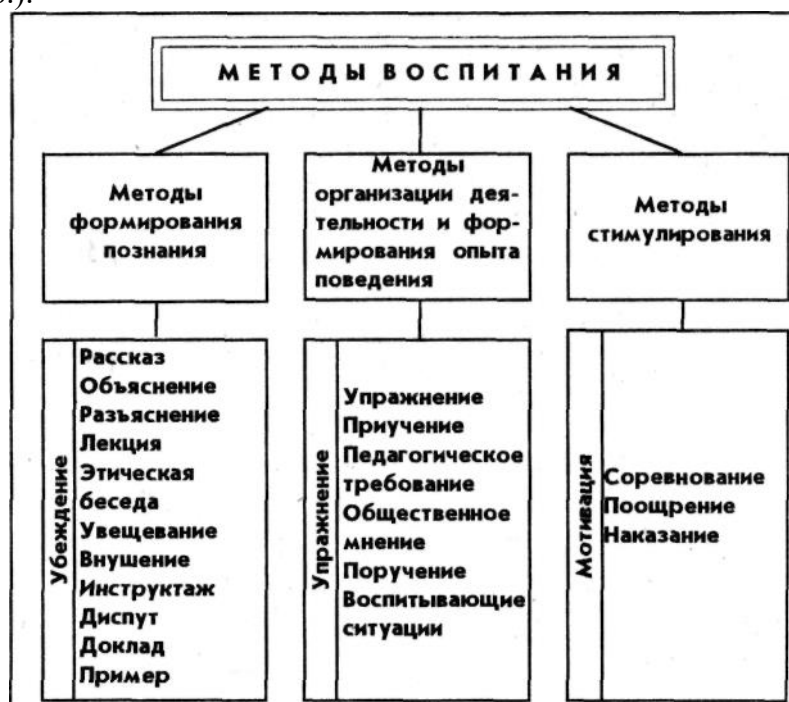 МЕТОДЫ ВОСПИТАНИЯ
Методы
формирования
познания
Методы
организации дея-
тельности и фор-
мирования опыта
поведения
Методы
стимулирования
Убеждение
Рассказ
Объяснение
Разъяснение
Лекция
Этическая
беседа
Увещевание
Внушение
Инструктаж
Диспут
Доклад
Пример
Упражнение
Упражнение
Приучение
Педагогическое
требование
Общественное
мнение
Поручение
Воспитывающие
ситуации
Мотивация
Соревнование
Поощрение
Наказание